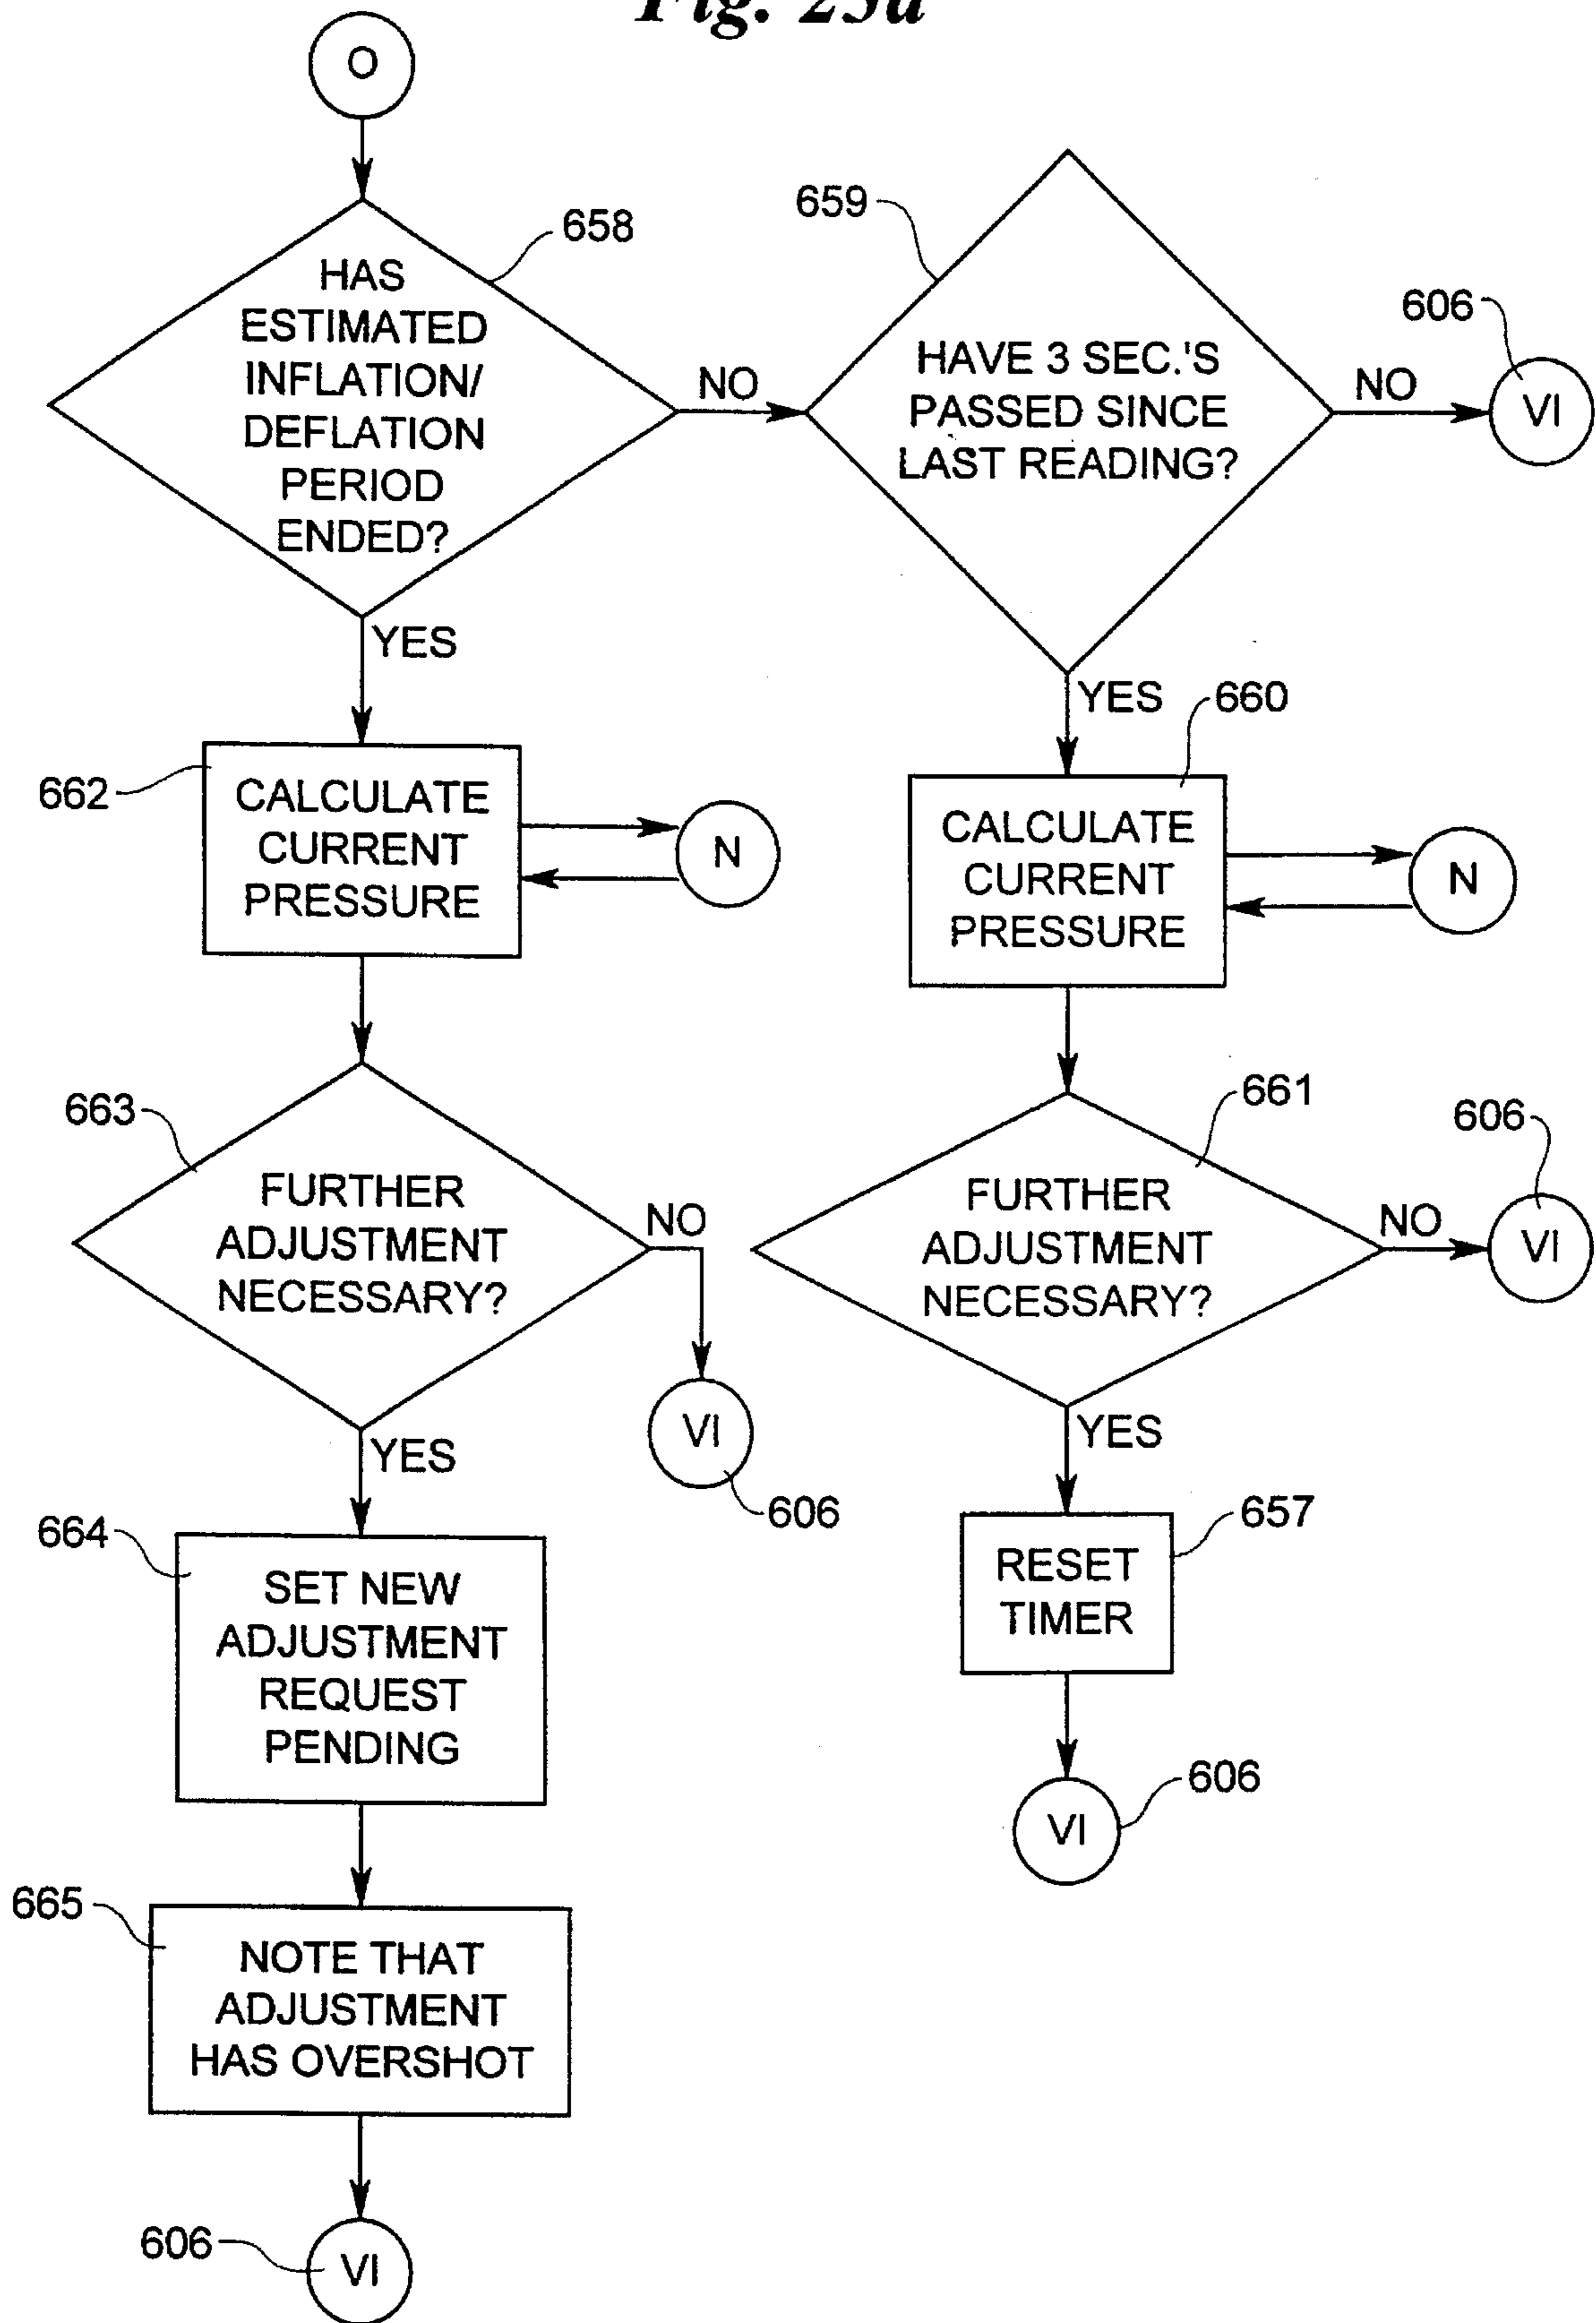 Fig. 23a
O
658
HAS
ESTIMATED
INFLATION/
DEFLATION
PERIOD
ENDED?
NO
YES
659
HAVE 3 SEC.'S
PASSED SINCE
LAST READING?
NO
606
VI
YES
662
CALCULATE
CURRENT
PRESSURE
N
660
CALCULATE
CURRENT
PRESSURE
N
663
FURTHER
ADJUSTMENT
NECESSARY?
NO
VI
606
YES
661
FURTHER
ADJUSTMENT
NECESSARY?
NO
606
VI
YES
664
SET NEW
ADJUSTMENT
REQUEST
PENDING
657
RESET
TIMER
606
VI
665
NOTE THAT
ADJUSTMENT
HAS OVERSHOT
606
VI